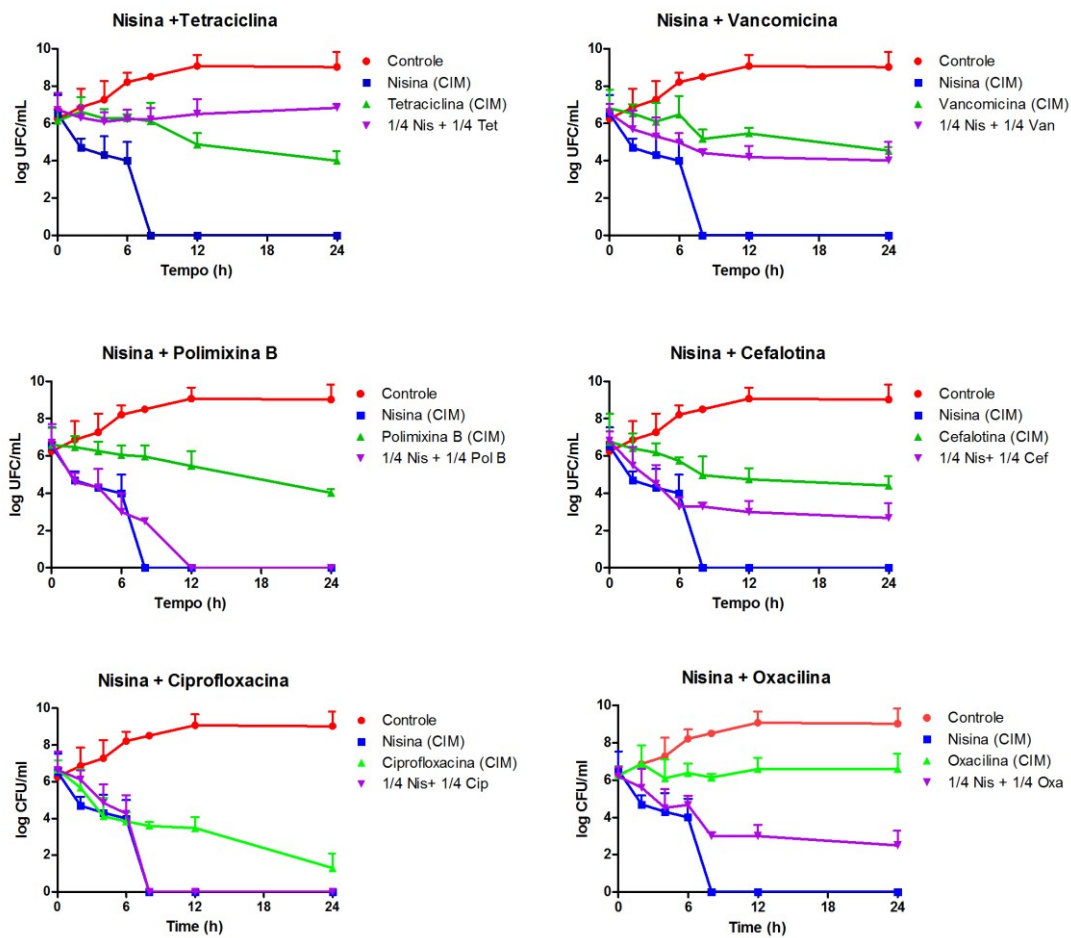 Nisina +Tetraciclina
10
8
6
4
2
0
log UFC/mL
0 6 12 18 24
Tempo (h)
Controle
Nisina (CIM)
Tetraciclina (CIM)
1/4 Nis + 1/4 Tet
Nisina + Vancomicina
10
8
6
4
2
0
log UFC/mL
0 6 12 18 24
Tempo (h)
Controle
Nisina (CIM)
Vancomicina (CIM)
1/4 Nis + 1/4 Van
Nisina + Polimixina B
10
8
6
4
2
0
log UFC/mL
0 6 12 18 24
Tempo (h)
Controle
Nisina (CIM)
Polimixina B (CIM)
1/4 Nis + 1/4 Pol B
Nisina + Cefalotina
10
8
6
4
2
0
log UFC/mL
0 6 12 18 24
Tempo (h)
Controle
Nisina (CIM)
Cefalotina (CIM)
1/4 Nis+ 1/4 Cef
Nisina + Ciprofloxacina
10
8
6
4
2
0
log CFU/ml
0 6 12 18 24
Time (h)
Controle
Nisina (CIM)
Ciprofloxacina (CIM)
1/4 Nis+ 1/4 Cip
Nisina + Oxacilina
10
8
6
4
2
0
log CFU/ml
0 6 12 18 24
Time (h)
Controle
Nisina (CIM)
Oxacilina (CIM)
1/4 Nis + 1/4 Oxa